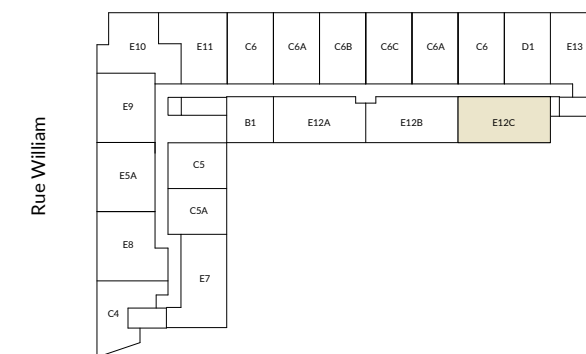 E10
E11
C6
C6A
C6B
C6C
C6A
C6
D1
E13
E9
B1
E12A
E12B
E12C
Rue William
E5A
C5
C5A
E8
E7
C4